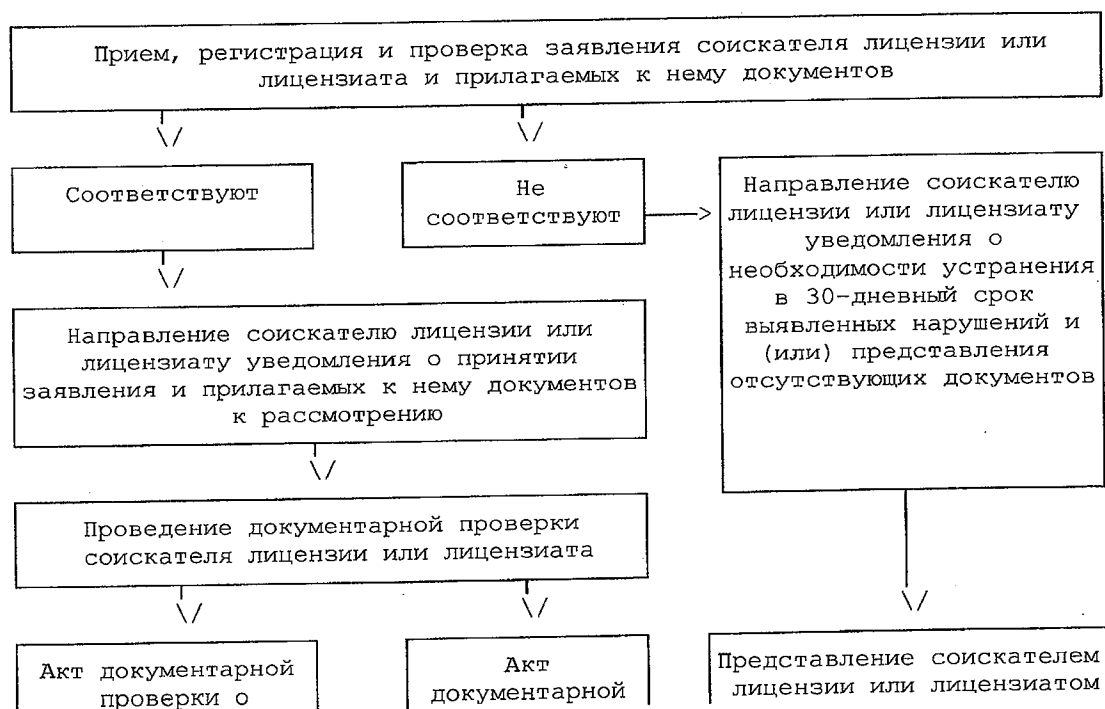 Прием, регистрация и проверка заявления соискателя лицензии или
лицензиата и прилагаемых к нему документов
Соответствуют
Не
соответствуют
Направление соискателю
лицензии или лицензиату
уведомления о
необходимости устранения
в 30-дневный срок
выявленных нарушений и
(или) представления
отсутствующих документов
Направление соискателю лицензии или
лицензиату уведомления о принятии
заявления и прилагаемых к нему документов
к рассмотрению
Проведение документарной проверки
соискателя лицензии или лицензиата
Акт документарной
проверки о
Акт
документарной
Представление соискателем
лицензии или лицензиатом